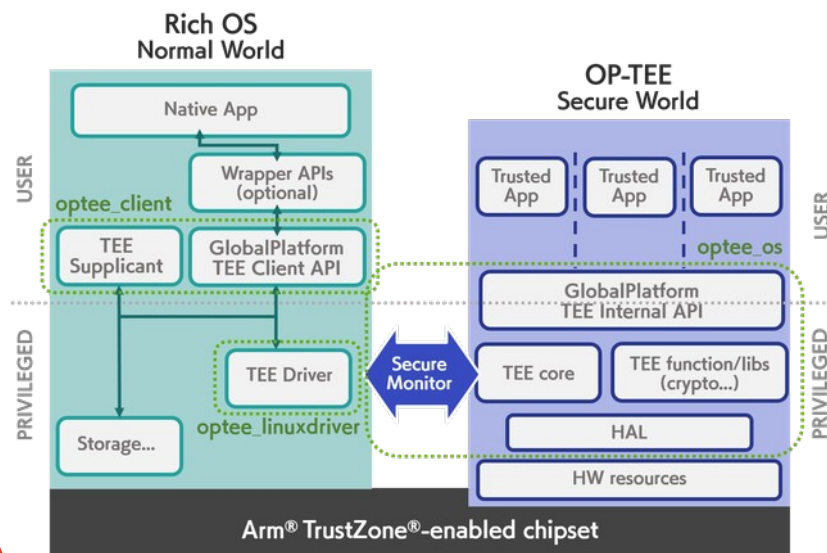 Rich OS
Normal World
OP-TEE
Secure World
Native App
Wrapper APIs
(optional)
optee_client
TEE
Supplicant
GlobalPlatform
TEE Client API
USER
PRIVILEGED
TEE Driver
optee_linuxdriver
Storage...
Secure
Monitor
Trusted
App
Trusted
App
Trusted
App
optee_os
GlobalPlatform
TEE Internal API
TEE core
TEE function/libs
(crypto...)
HAL
HW resources
USER
PRIVILEGED
Arm® TrustZone®-enabled chipset